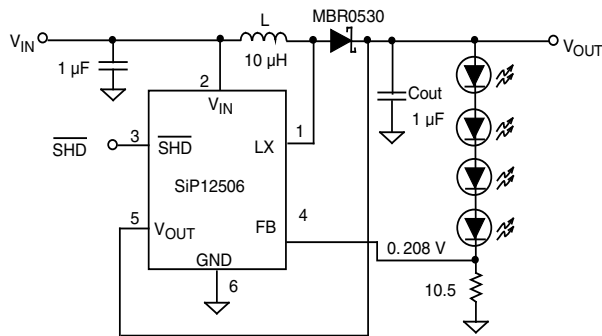 MBR0530
L
V_IN
V_OUT
1 µF
10 µH
2
V_IN
Cout
1 µF
1
3
SHD
SHD
LX
SiP12506
5
V_OUT
4
FB
0.208 V
GND
6
10.5